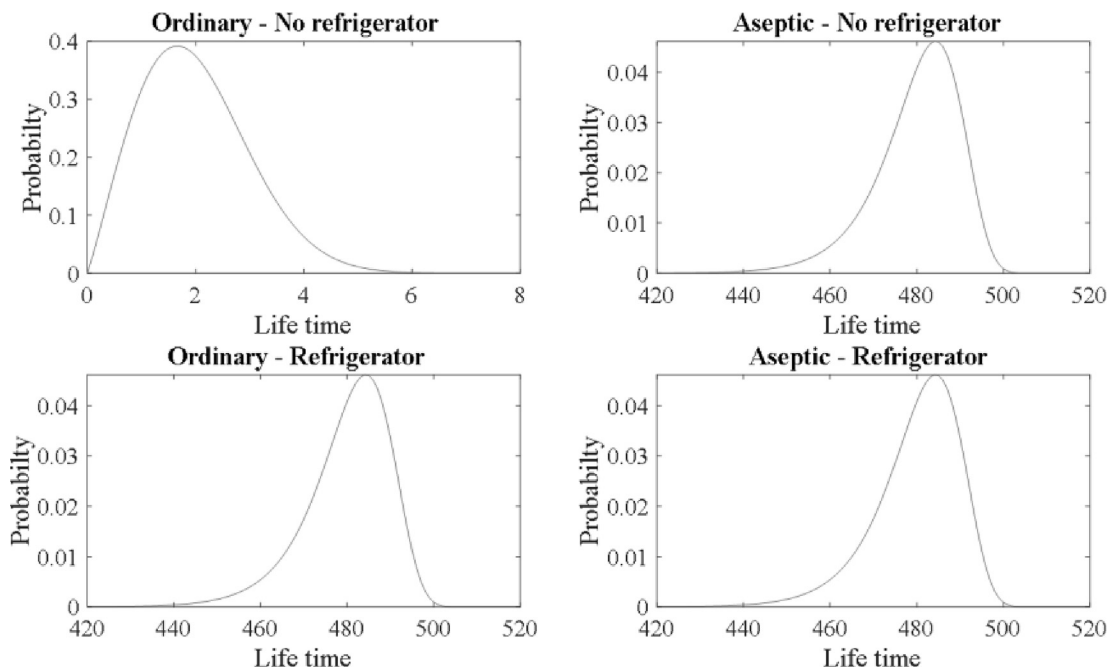 Ordinary - No refrigerator
0.4
0.3
0.2
0.1
0
Probabilty
0 2 4 6 8
Life time
Aseptic - No refrigerator
0.04
0.03
0.02
0.01
0
Probabilty
420 440 460 480 500 520
Life time
Ordinary - Refrigerator
0.04
0.03
0.02
0.01
0
Probabilty
420 440 460 480 500 520
Life time
Aseptic - Refrigerator
0.04
0.03
0.02
0.01
0
Probabilty
420 440 460 480 500 520
Life time